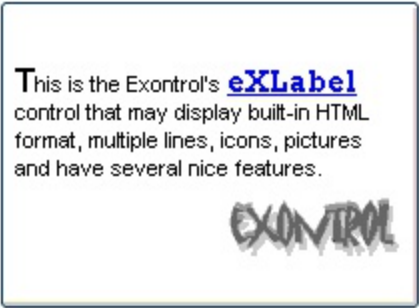 This is the Exontrol's eXLabel
control that may display built-in HTML
format, multiple lines, icons, pictures
and have several nice features.
EXONTROL